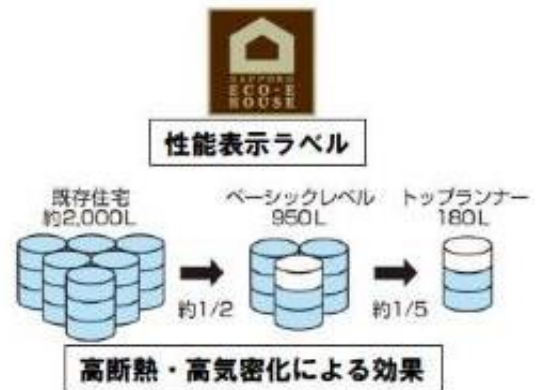 SAPPORO
ECO-E
HOUSE
性能表示ラベル
既存住宅
約2,000L
ベーシックレベル
950L
トップランナー
180L
約1/2
約1/5
高断熱・高気密化による効果